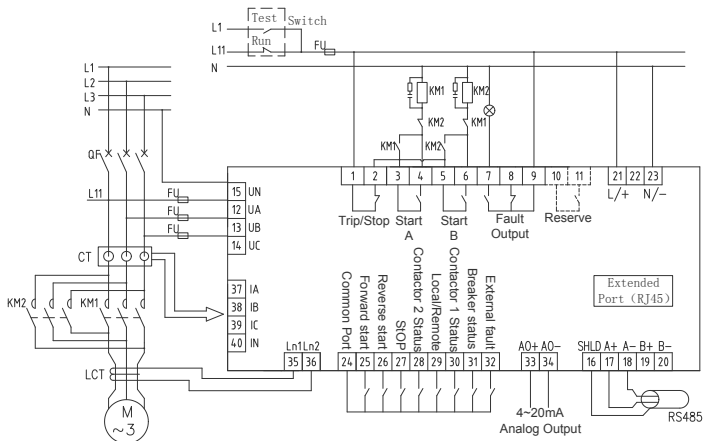 Test Switch
L1
Run
L11
FU
N
L1
L2
L3
N
KM1
KM2
KM2
KM1
KM1
KM2
QF
L11
FU
FU
FU
15 UN
12 UA
13 UB
14 UC
1 2 3 4 5 6 7 8 9 10 11
21 22 23
L/+ N/-
Trip/Stop
Start
A
Start
B
Fault
Output
Reserve
CT
KM2
KM1
37 IA
38 IB
39 IC
40 IN
Extended
Port (RJ45)
Common Port
Forward start
Reverse start
StOP
Contactor 2 Status
Local/Remote
Contactor 1 Status
Breaker status
External fault
Ln1 Ln2
35 36
24 25 26 27 28 29 30 31 32
AO+ AO-
33 34
SHLD A+ A- B+ B-
16 17 18 19 20
LCT
M
~3
4~20mA
Analog Output
RS485